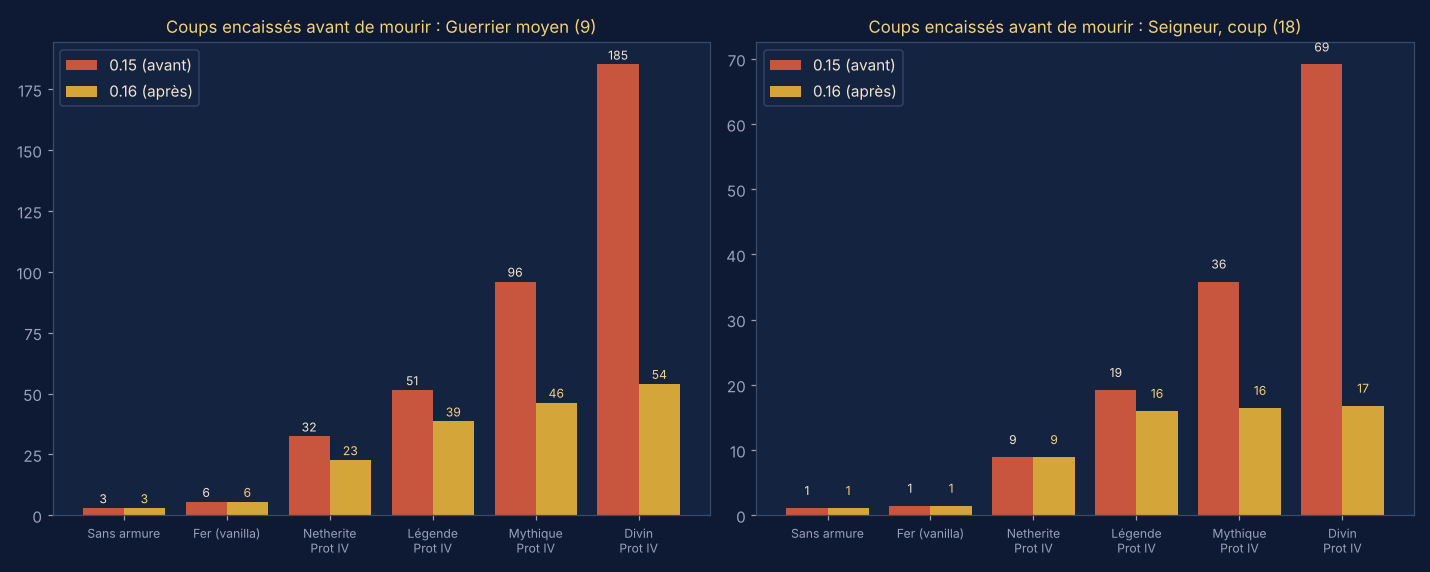 Coups encaissés avant de mourir : Guerrier moyen (9)
0.15 (avant)
0.16 (après)
175
150
125
100
75
50
25
0
3
3
6
6
32
23
51
39
96
46
185
54
Sans armure
Fer (vanilla)
Netherite
Prot IV
Légende
Prot IV
Mythique
Prot IV
Divin
Prot IV
Coups encaissés avant de mourir : Seigneur, coup (18)
0.15 (avant)
0.16 (après)
70
60
50
40
30
20
10
0
1
1
1
1
9
9
19
16
36
16
69
17
Sans armure
Fer (vanilla)
Netherite
Prot IV
Légende
Prot IV
Mythique
Prot IV
Divin
Prot IV